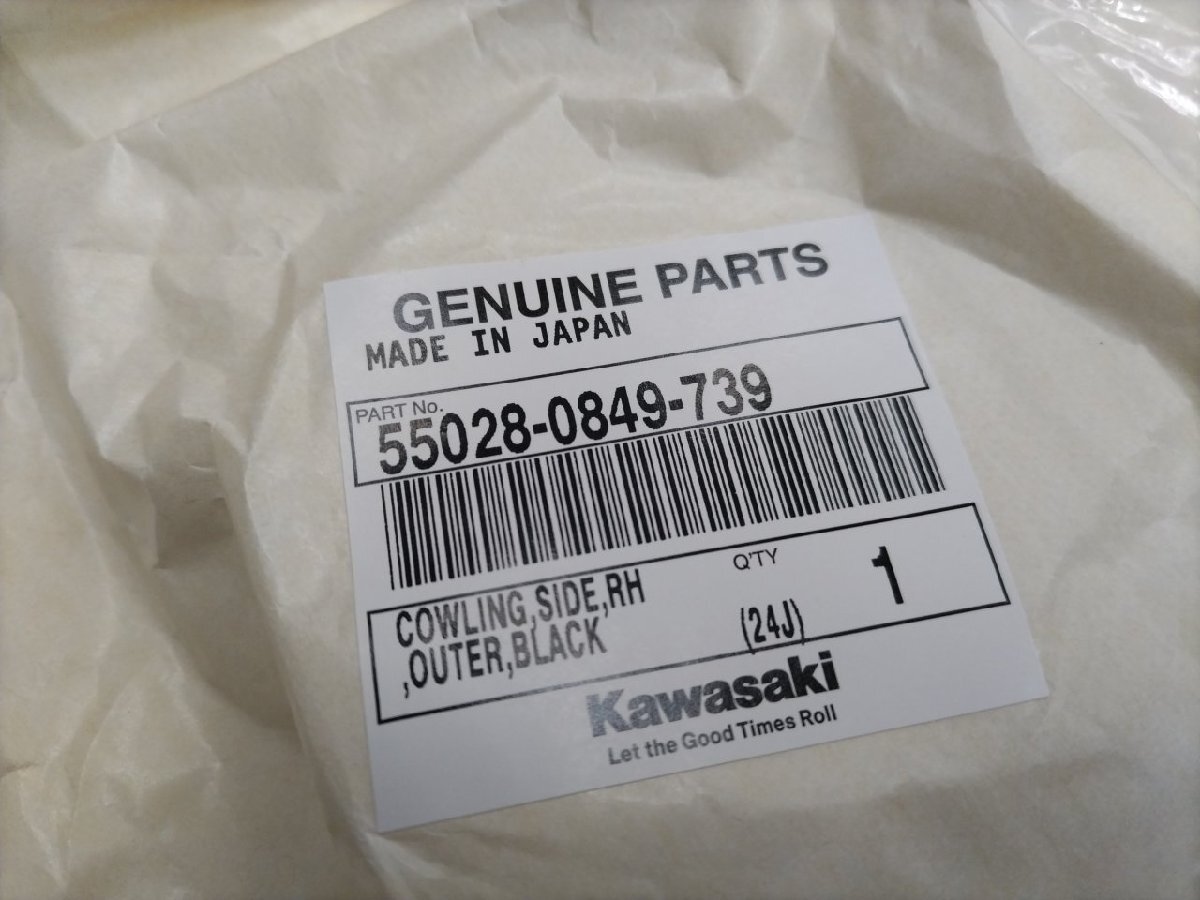 GENUINE PARTS
MADE IN JAPAN
PART No.
55028-0849-739
COWLING,SIDE,RH
,OUTER,BLACK
Q'TY
(24J)
1
Kawasaki
Let the Good Times Roll